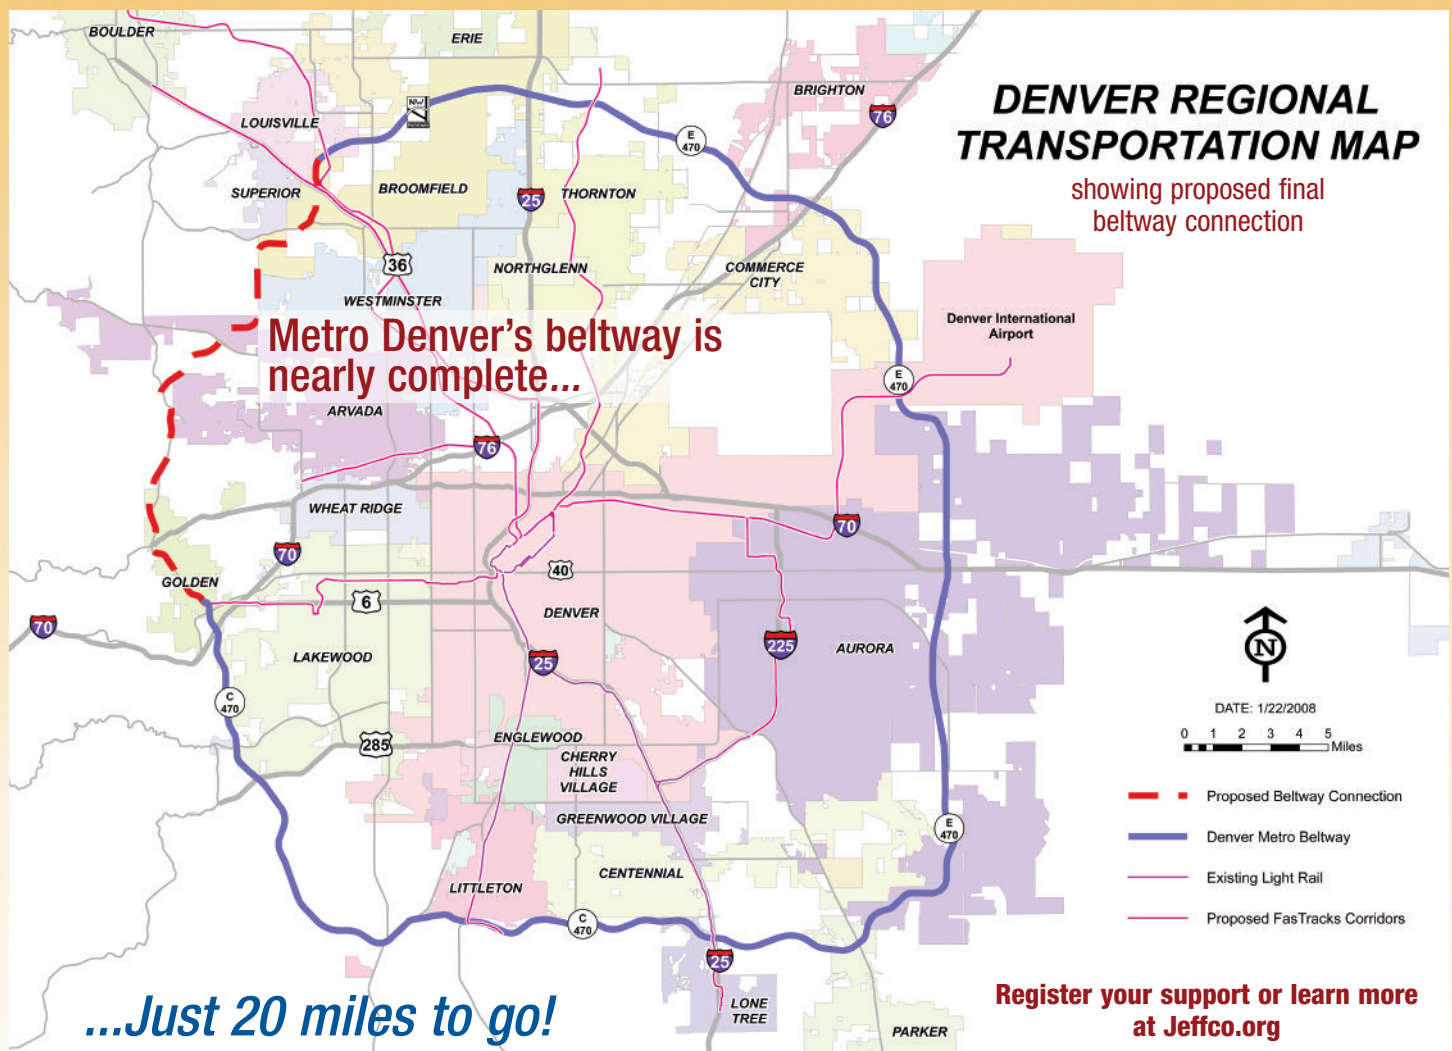 DENVER REGIONAL
TRANSPORTATION MAP
showing proposed final
beltway connection
BOULDER
ERIE
BRIGHTON
76
LOUISVILLE
NW
PARKWAY
E
470
SUPERIOR
BROOMFIELD
25
THORNTON
36
NORTHGLENN
COMMERCE
CITY
WESTMINSTER
Denver International
Airport
Metro Denver's beltway is
nearly complete...
E
470
ARVADA
76
WHEAT RIDGE
70
70
40
GOLDEN
6
DENVER
70
LAKEWOOD
25
225
AURORA
C
470
285
ENGLEWOOD
CHERRY
HILLS
VILLAGE
GREENWOOD VILLAGE
E
470
LITTLETON
CENTENNIAL
C
470
25
LONE
TREE
PARKER
N
DATE: 1/22/2008
0 1 2 3 4 5
Miles
Proposed Beltway Connection
Denver Metro Beltway
Existing Light Rail
Proposed FasTracks Corridors
...Just 20 miles to go!
Register your support or learn more
at Jeffco.org